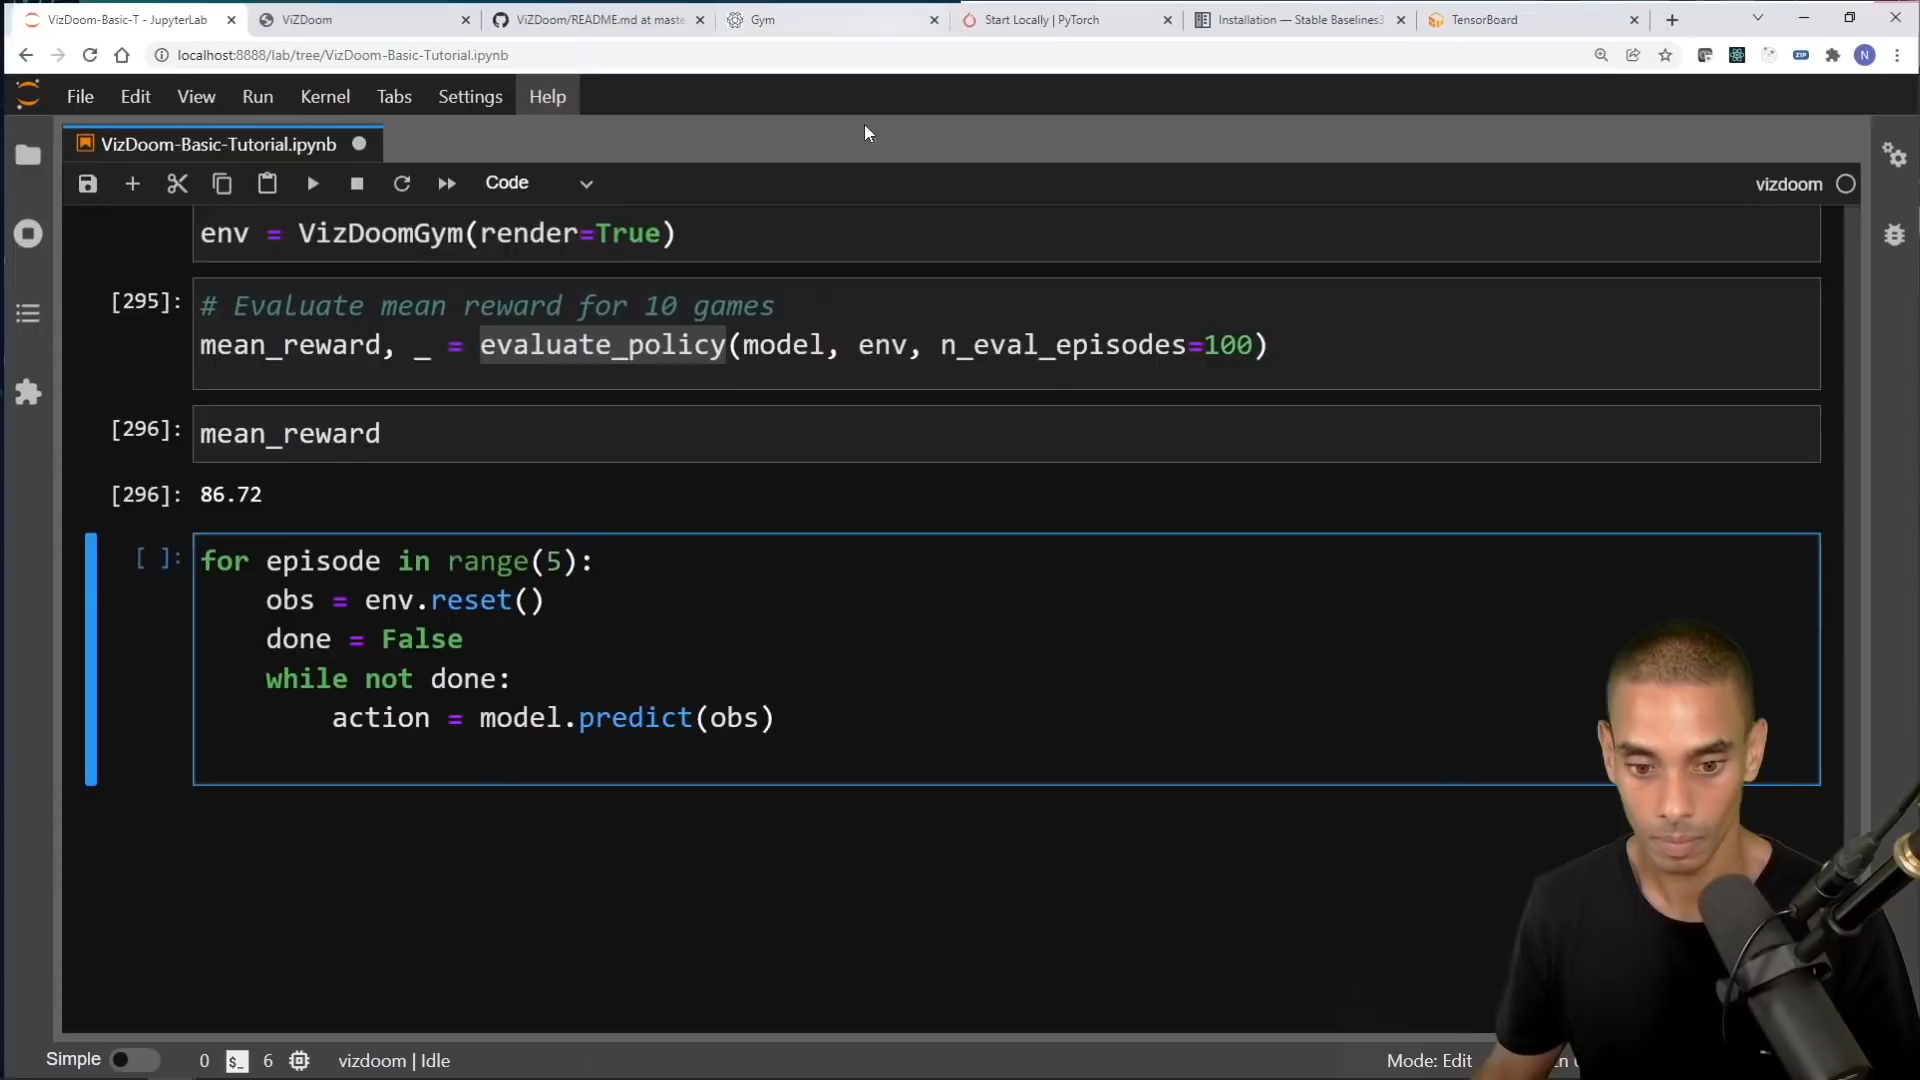 VizDoom-Basic-T - JupyterLab
ViZDoom
ViZDoom/README.md at maste
Gym
Start Locally | PyTorch
Installation — Stable Baselines3
TensorBoard
localhost:8888/lab/tree/VizDoom-Basic-Tutorial.ipynb
ZIP
N
File Edit View Run Kernel Tabs Settings Help
VizDoom-Basic-Tutorial.ipynb
Code
vizdoom
env = VizDoomGym(render=True)
[295]: # Evaluate mean reward for 10 games
mean_reward, _ = evaluate_policy(model, env, n_eval_episodes=100)
[296]: mean_reward
[296]: 86.72
[ ]: for episode in range(5):
obs = env.reset()
done = False
while not done:
action = model.predict(obs)
Simple 0 $_ 6 vizdoom | Idle Mode: Edit